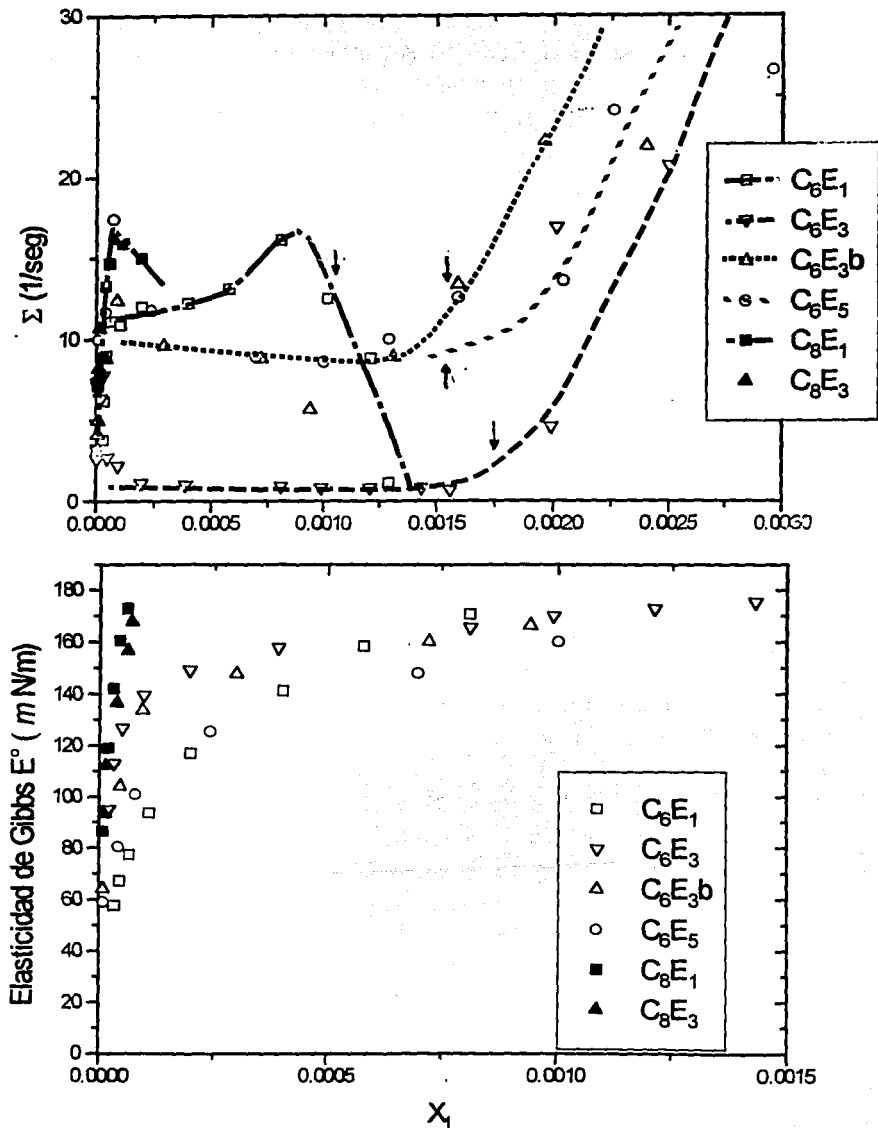 30
20
10
0
Σ (1/seg)
0.0000 0.0005 0.0010 0.0015 0.0020 0.0025 0.0030
C₆E₁
C₆E₃
C₆E₃b
C₆E₅
C₈E₁
C₈E₃
180
160
140
120
100
80
60
40
20
0
Elasticidad de Gibbs E° ( m N/m)
0.0000 0.0005 0.0010 0.0015
X₁
C₆E₁
C₆E₃
C₆E₃b
C₆E₅
C₈E₁
C₈E₃